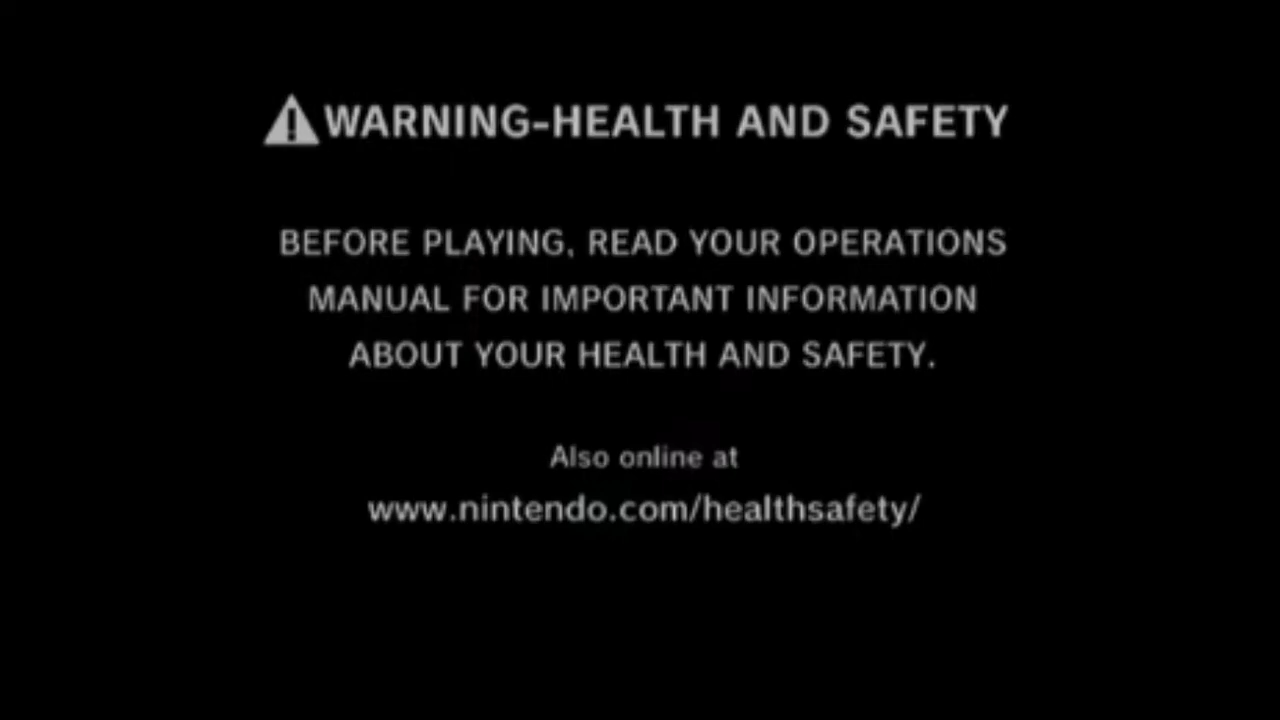 ⚠WARNING-HEALTH AND SAFETY
BEFORE PLAYING, READ YOUR OPERATIONS
MANUAL FOR IMPORTANT INFORMATION
ABOUT YOUR HEALTH AND SAFETY.
Also online at
www.nintendo.com/healthsafety/